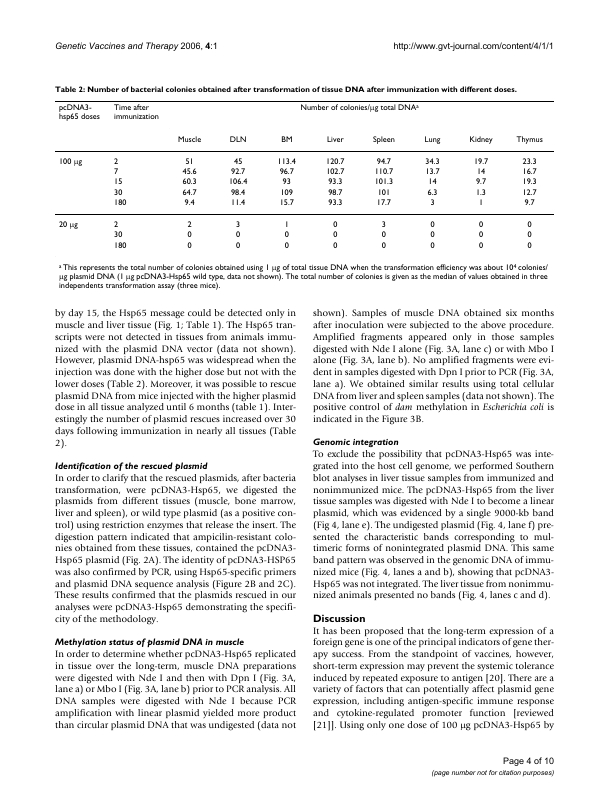 Genetic Vaccines and Therapy 2006, 4:1
http://www.gvt-journal.com/content/4/1/1
Table 2: Number of bacterial colonies obtained after transformation of tissue DNA after immunization with different doses.
pcDNA3-hsp65 doses Time after immunization Number of colonies/μg total DNAᵃ
Muscle DLN BM Liver Spleen Lung Kidney Thymus
100 μg 2 51 45 113.4 120.7 94.7 34.3 19.7 23.3
7 45.6 92.7 96.7 102.7 110.7 13.7 14 16.7
15 60.3 106.4 93 93.3 101.3 14 9.7 19.3
30 64.7 98.4 109 98.7 101 6.3 1.3 12.7
180 9.4 11.4 15.7 93.3 17.7 3 1 9.7
20 μg 2 2 3 1 0 3 0 0 0
30 0 0 0 0 0 0 0 0
180 0 0 0 0 0 0 0 0
ᵃ This represents the total number of colonies obtained using 1 μg of total tissue DNA when the transformation efficiency was about 10⁴ colonies/
μg plasmid DNA (1 μg pcDNA3-Hsp65 wild type, data not shown). The total number of colonies is given as the median of values obtained in three
independents transformation assay (three mice).
by day 15, the Hsp65 message could be detected only in
muscle and liver tissue (Fig. 1; Table 1). The Hsp65 tran-
scripts were not detected in tissues from animals immu-
nized with the plasmid DNA vector (data not shown).
However, plasmid DNA-hsp65 was widespread when the
injection was done with the higher dose but not with the
lower doses (Table 2). Moreover, it was possible to rescue
plasmid DNA from mice injected with the higher plasmid
dose in all tissue analyzed until 6 months (table 1). Inter-
estingly the number of plasmid rescues increased over 30
days following immunization in nearly all tissues (Table
2).
Identification of the rescued plasmid
In order to clarify that the rescued plasmids, after bacteria
transformation, were pcDNA3-Hsp65, we digested the
plasmids from different tissues (muscle, bone marrow,
liver and spleen), or wild type plasmid (as a positive con-
trol) using restriction enzymes that release the insert. The
digestion pattern indicated that ampicilin-resistant colo-
nies obtained from these tissues, contained the pcDNA3-
Hsp65 plasmid (Fig. 2A). The identity of pcDNA3-HSP65
was also confirmed by PCR, using Hsp65-specific primers
and plasmid DNA sequence analysis (Figure 2B and 2C).
These results confirmed that the plasmids rescued in our
analyses were pcDNA3-Hsp65 demonstrating the specifi-
city of the methodology.
Methylation status of plasmid DNA in muscle
In order to determine whether pcDNA3-Hsp65 replicated
in tissue over the long-term, muscle DNA preparations
were digested with Nde I and then with Dpn I (Fig. 3A,
lane a) or Mbo I (Fig. 3A, lane b) prior to PCR analysis. All
DNA samples were digested with Nde I because PCR
amplification with linear plasmid yielded more product
than circular plasmid DNA that was undigested (data not
shown). Samples of muscle DNA obtained six months
after inoculation were subjected to the above procedure.
Amplified fragments appeared only in those samples
digested with Nde I alone (Fig. 3A, lane c) or with Mbo I
alone (Fig. 3A, lane b). No amplified fragments were evi-
dent in samples digested with Dpn I prior to PCR (Fig. 3A,
lane a). We obtained similar results using total cellular
DNA from liver and spleen samples (data not shown). The
positive control of dam methylation in Escherichia coli is
indicated in the Figure 3B.
Genomic integration
To exclude the possibility that pcDNA3-Hsp65 was inte-
grated into the host cell genome, we performed Southern
blot analyses in liver tissue samples from immunized and
nonimmunized mice. The pcDNA3-Hsp65 from the liver
tissue samples was digested with Nde I to become a linear
plasmid, which was evidenced by a single 9000-kb band
(Fig 4, lane e). The undigested plasmid (Fig. 4, lane f) pre-
sented the characteristic bands corresponding to mul-
timeric forms of nonintegrated plasmid DNA. This same
band pattern was observed in the genomic DNA of immu-
nized mice (Fig. 4, lanes a and b), showing that pcDNA3-
Hsp65 was not integrated. The liver tissue from nonimmu-
nized animals presented no bands (Fig. 4, lanes c and d).
Discussion
It has been proposed that the long-term expression of a
foreign gene is one of the principal indicators of gene ther-
apy success. From the standpoint of vaccines, however,
short-term expression may prevent the systemic tolerance
induced by repeated exposure to antigen [20]. There are a
variety of factors that can potentially affect plasmid gene
expression, including antigen-specific immune response
and cytokine-regulated promoter function [reviewed
[21]]. Using only one dose of 100 μg pcDNA3-Hsp65 by
Page 4 of 10
(page number not for citation purposes)